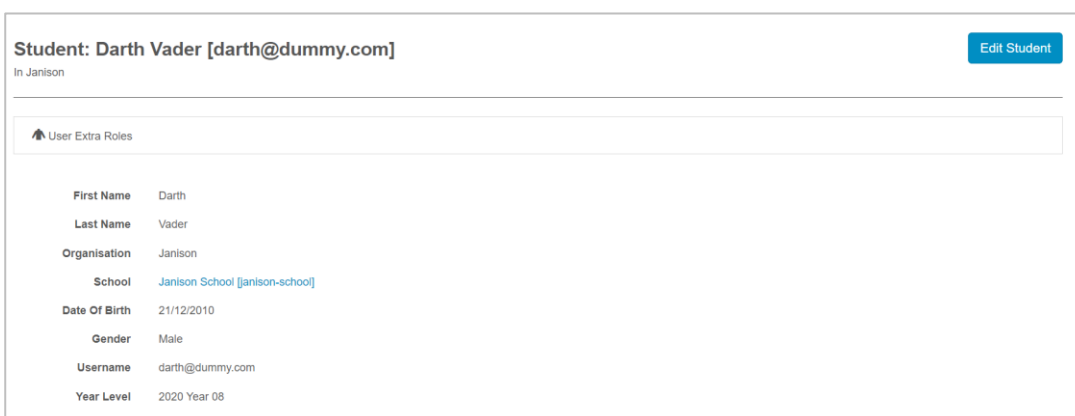 Student: Darth Vader [darth@dummy.com]
Edit Student
In Janison
User Extra Roles
First Name Darth
Last Name Vader
Organisation Janison
School Janison School [janison-school]
Date Of Birth 21/12/2010
Gender Male
Username darth@dummy.com
Year Level 2020 Year 08